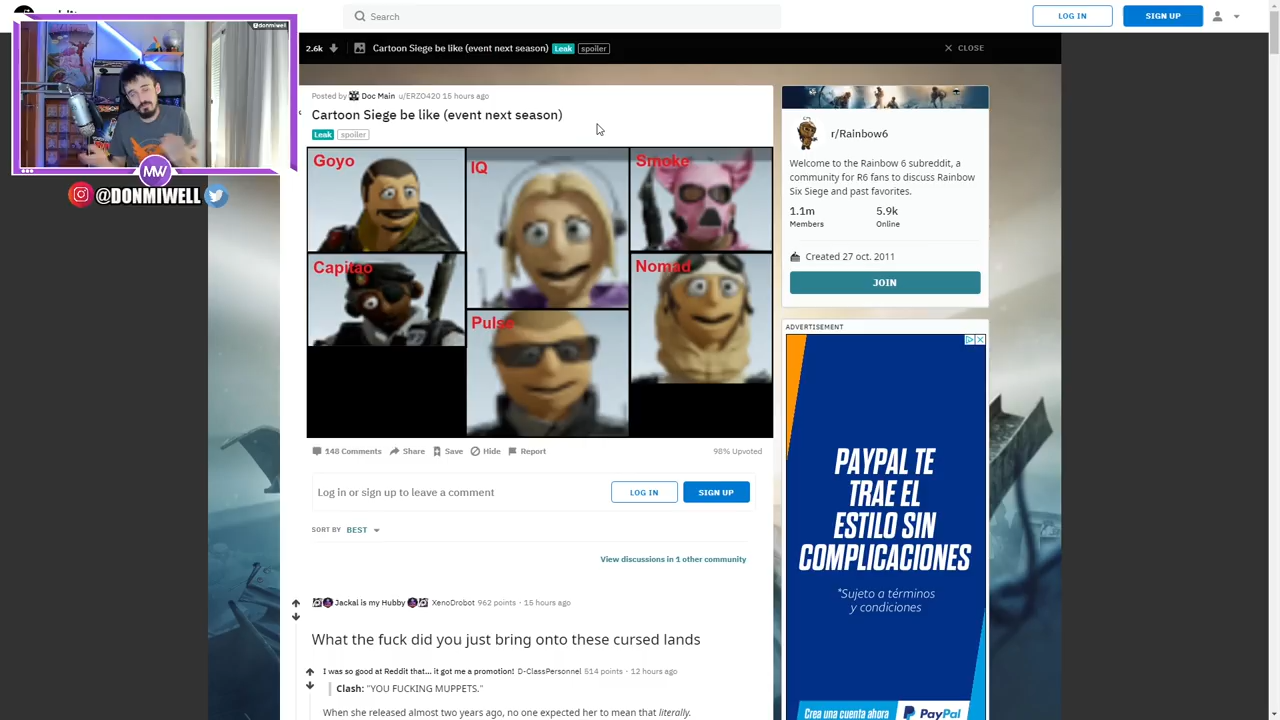 Search
LOG IN
SIGN UP
donmiwell
2.6k
Cartoon Siege be like (event next season) Leak spoiler
CLOSE
MW
@DONMIWELL
Posted by Doc Main u/ERZO420 15 hours ago
Cartoon Siege be like (event next season)
Leak spoiler
Goyo
IQ
Smoke
Capitao
Nomad
Pulse
148 Comments Share Save Hide Report
98% Upvoted
Log in or sign up to leave a comment
LOG IN
SIGN UP
SORT BY BEST
View discussions in 1 other community
Jackal is my Hubby XenoDrobot 962 points · 15 hours ago
What the fuck did you just bring onto these cursed lands
I was so good at Reddit that... it got me a promotion! D-ClassPersonnel 514 points · 12 hours ago
Clash: "YOU FUCKING MUPPETS."
When she released almost two years ago, no one expected her to mean that literally.
r/Rainbow6
Welcome to the Rainbow 6 subreddit, a
community for R6 fans to discuss Rainbow
Six Siege and past favorites.
1.1m
Members
5.9k
Online
Created 27 oct. 2011
JOIN
ADVERTISEMENT
PAYPAL TE
TRAE EL
ESTILO SIN
COMPLICACIONES
*Sujeto a términos
y condiciones
Crea una cuenta ahora
PayPal